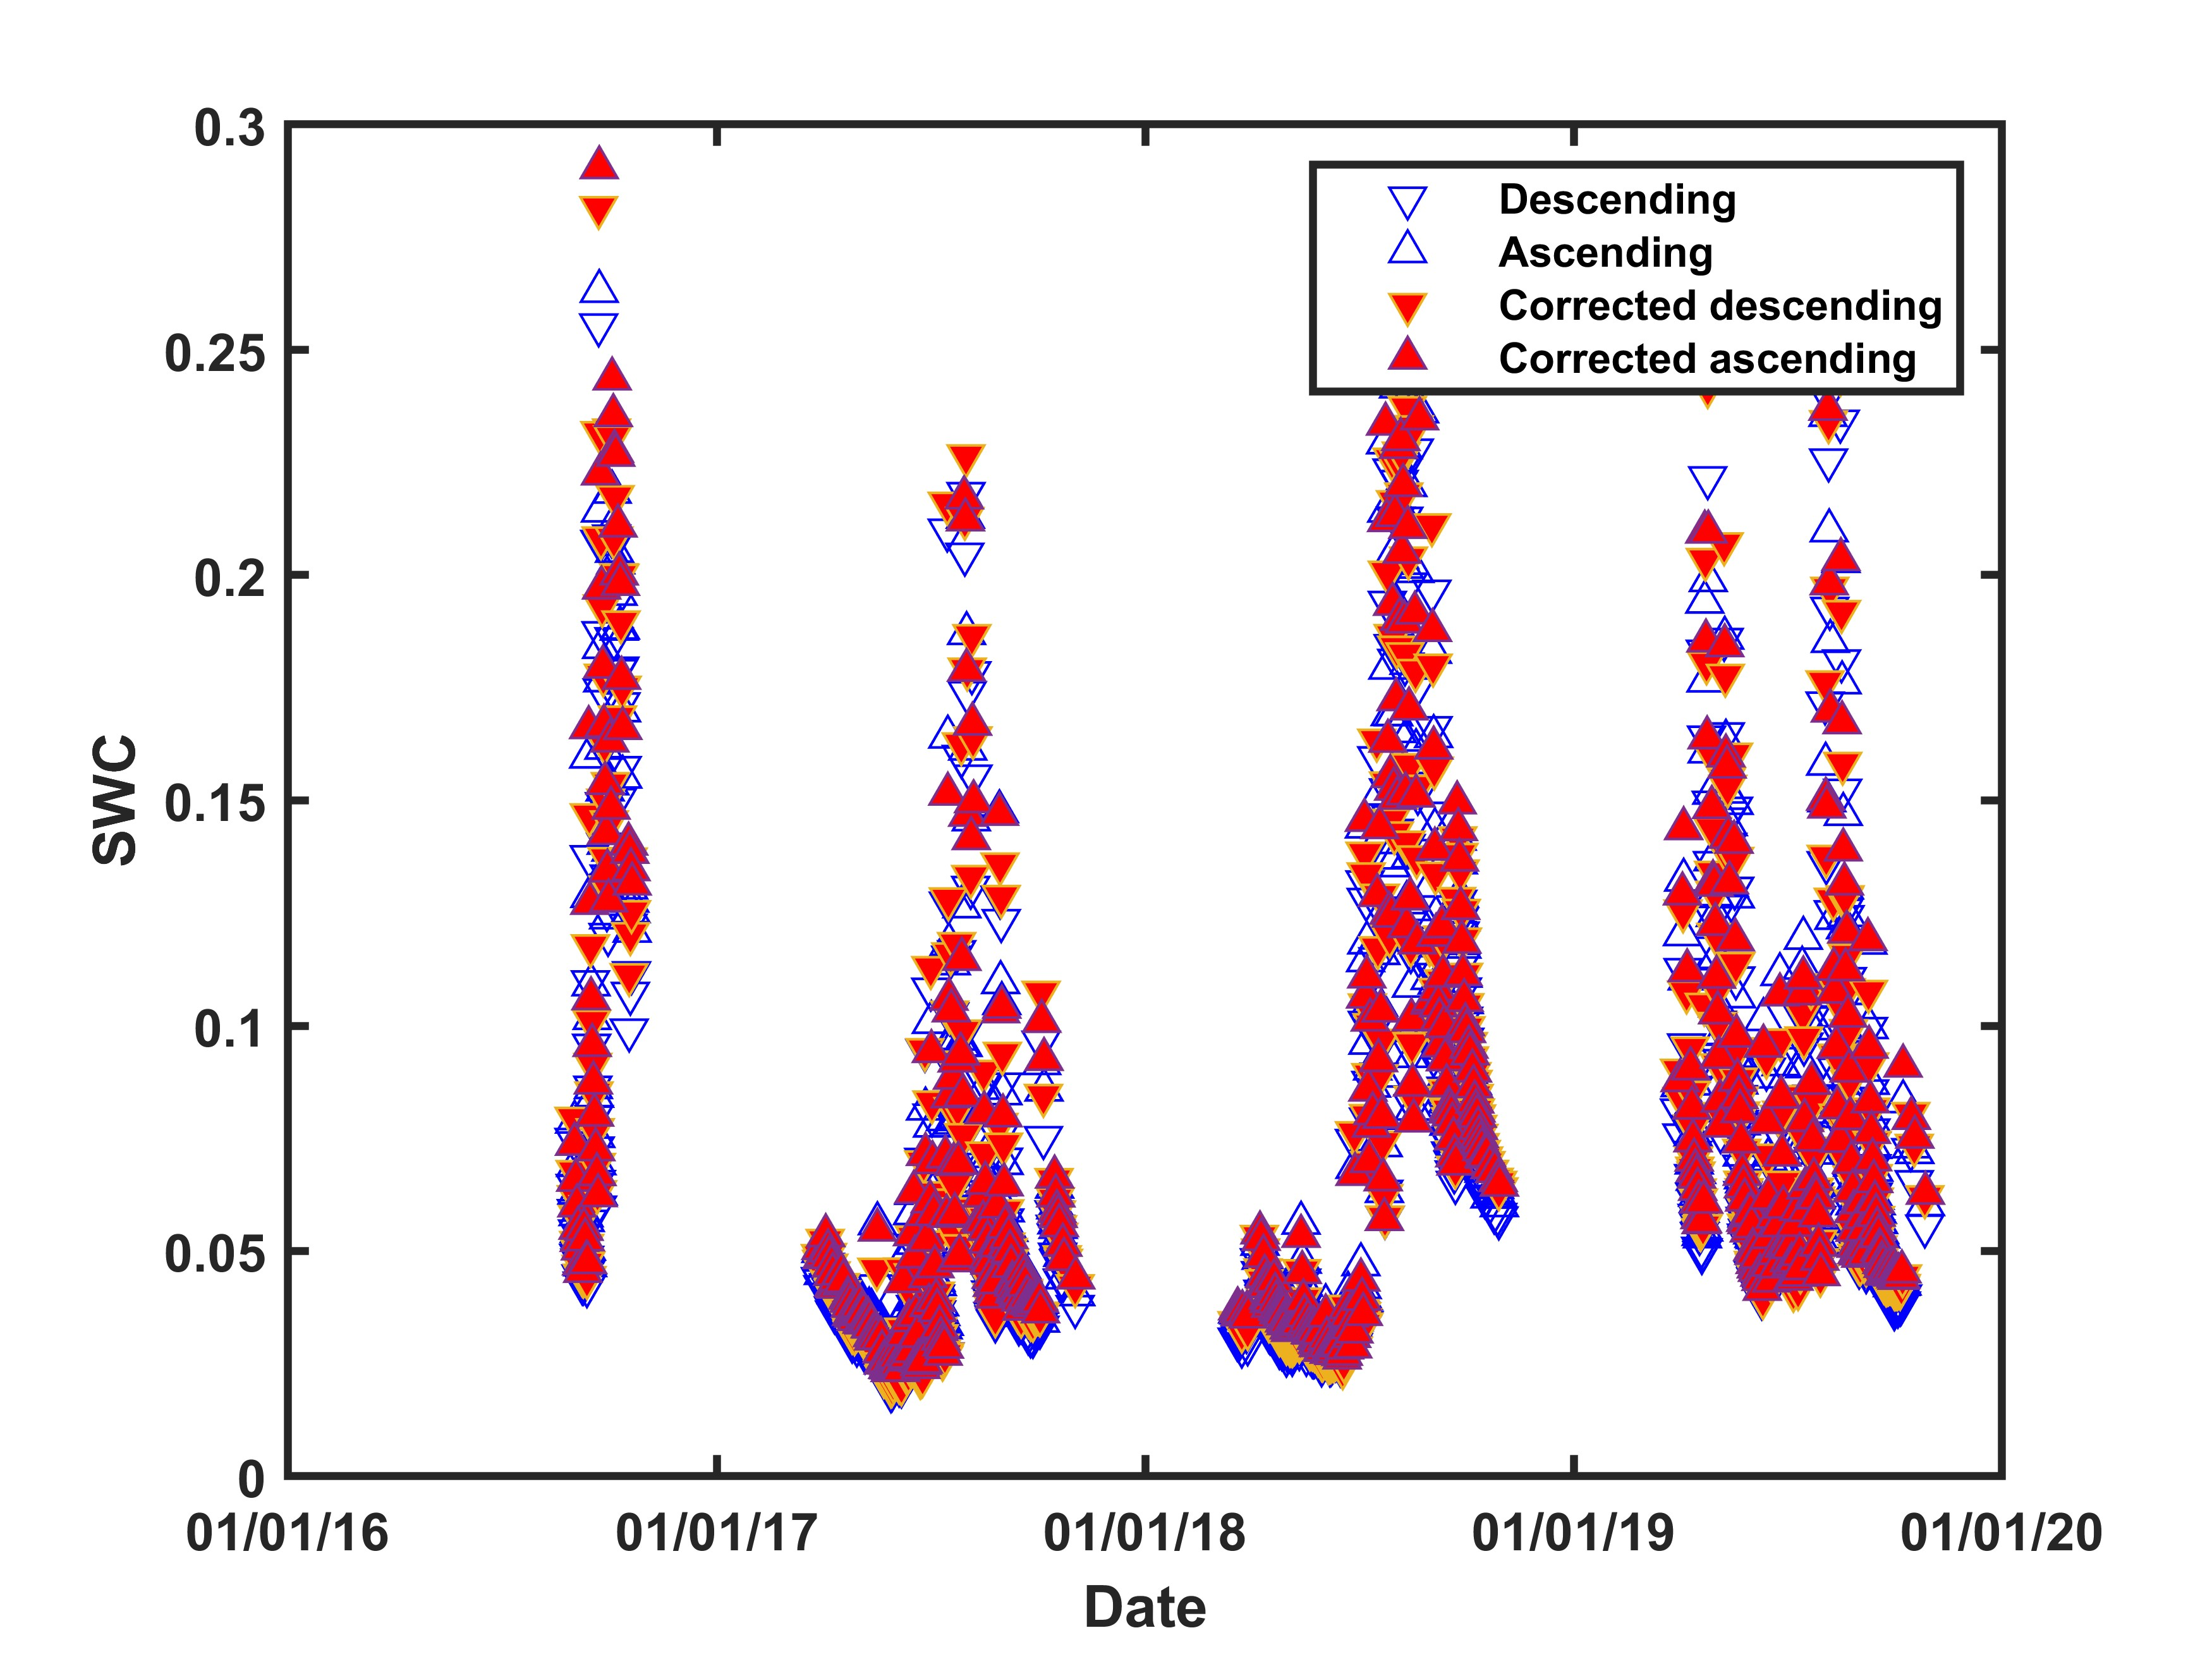 0.3
0.25
0.2
0.15
0.1
0.05
0
SWC
Descending
Ascending
Corrected descending
Corrected ascending
01/01/16
01/01/17
01/01/18
01/01/19
01/01/20
Date